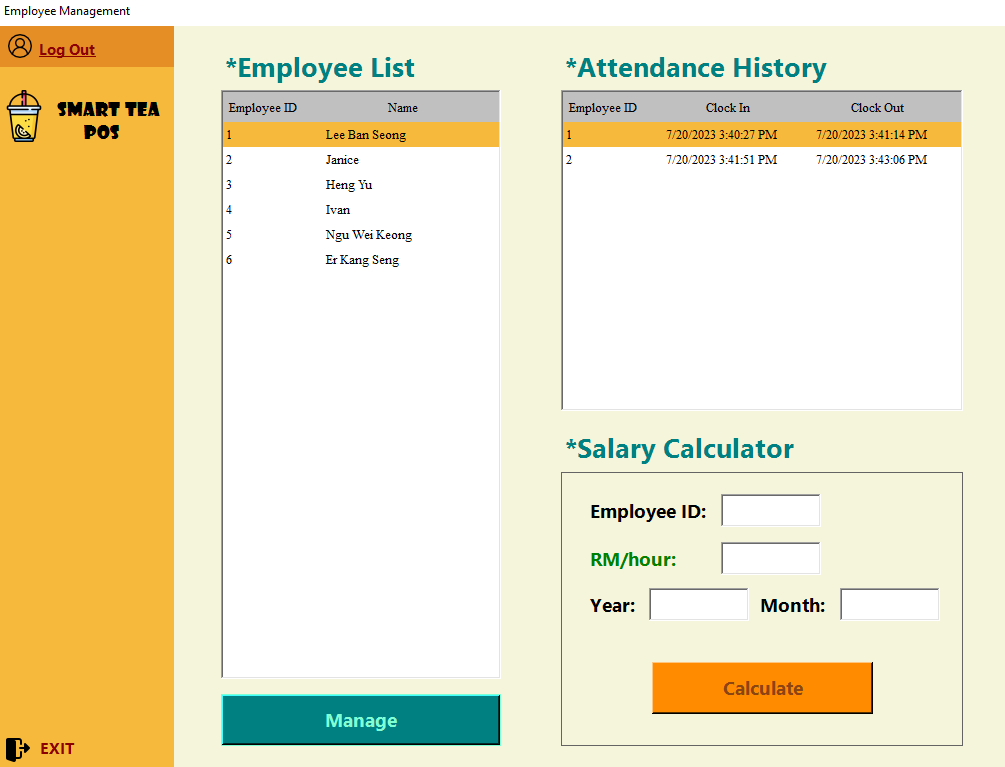 Employee Management
Log Out
SMART TEA
POS
*Employee List
Employee ID Name
1 Lee Ban Seong
2 Janice
3 Heng Yu
4 Ivan
5 Ngu Wei Keong
6 Er Kang Seng
Manage
*Attendance History
Employee ID Clock In Clock Out
1 7/20/2023 3:40:27 PM 7/20/2023 3:41:14 PM
2 7/20/2023 3:41:51 PM 7/20/2023 3:43:06 PM
*Salary Calculator
Employee ID:
RM/hour:
Year: Month:
Calculate
EXIT